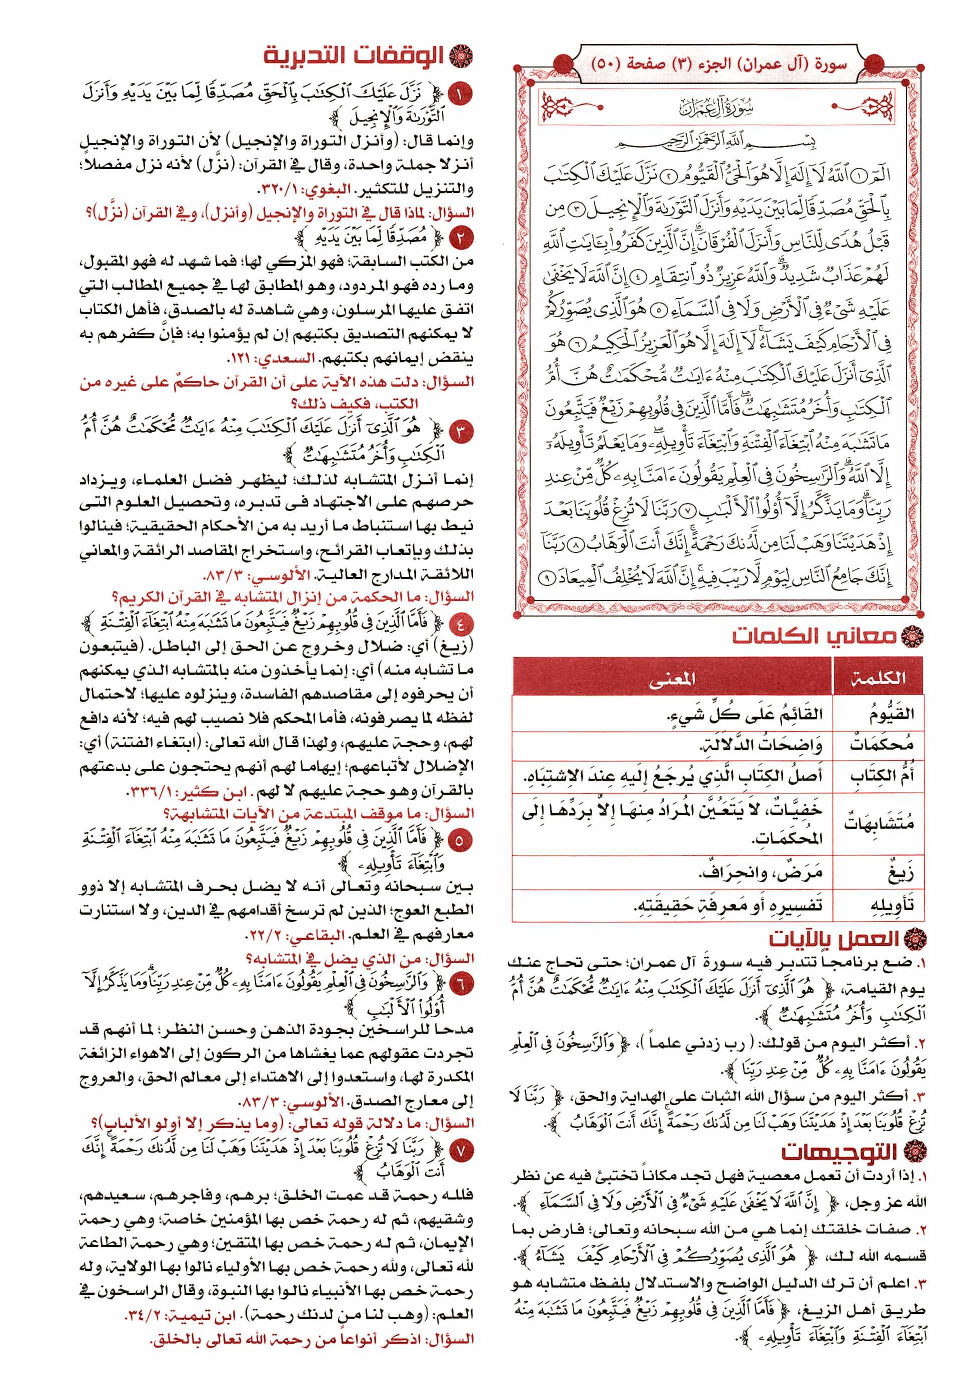 سورة (آل عمران) الجزء (٣) صفحة (٥٠)
سُورَةُ آلِ عِمْرَانَ
بِسْمِ ٱللَّهِ ٱلرَّحْمَٰنِ ٱلرَّحِيمِ
الٓمٓ ١ ٱللَّهُ لَآ إِلَٰهَ إِلَّا هُوَ ٱلْحَىُّ ٱلْقَيُّومُ ٢ نَزَّلَ عَلَيْكَ ٱلْكِتَٰبَ
بِٱلْحَقِّ مُصَدِّقًا لِّمَا بَيْنَ يَدَيْهِ وَأَنزَلَ ٱلتَّوْرَىٰةَ وَٱلْإِنجِيلَ ٣ مِن
قَبْلُ هُدًى لِّلنَّاسِ وَأَنزَلَ ٱلْفُرْقَانَ ۗ إِنَّ ٱلَّذِينَ كَفَرُوا۟ بِـَٔايَٰتِ ٱللَّهِ
لَهُمْ عَذَابٌ شَدِيدٌ ۗ وَٱللَّهُ عَزِيزٌ ذُو ٱنتِقَامٍ ٤ إِنَّ ٱللَّهَ لَا يَخْفَىٰ
عَلَيْهِ شَىْءٌ فِى ٱلْأَرْضِ وَلَا فِى ٱلسَّمَآءِ ٥ هُوَ ٱلَّذِى يُصَوِّرُكُمْ
فِى ٱلْأَرْحَامِ كَيْفَ يَشَآءُ ۚ لَآ إِلَٰهَ إِلَّا هُوَ ٱلْعَزِيزُ ٱلْحَكِيمُ ٦ هُوَ
ٱلَّذِىٓ أَنزَلَ عَلَيْكَ ٱلْكِتَٰبَ مِنْهُ ءَايَٰتٌ مُّحْكَمَٰتٌ هُنَّ أُمُّ
ٱلْكِتَٰبِ وَأُخَرُ مُتَشَٰبِهَٰتٌ ۖ فَأَمَّا ٱلَّذِينَ فِى قُلُوبِهِمْ زَيْغٌ فَيَتَّبِعُونَ
مَا تَشَٰبَهَ مِنْهُ ٱبْتِغَآءَ ٱلْفِتْنَةِ وَٱبْتِغَآءَ تَأْوِيلِهِۦ ۗ وَمَا يَعْلَمُ تَأْوِيلَهُۥٓ
إِلَّا ٱللَّهُ ۗ وَٱلرَّٰسِخُونَ فِى ٱلْعِلْمِ يَقُولُونَ ءَامَنَّا بِهِۦ كُلٌّ مِّنْ عِندِ
رَبِّنَا ۗ وَمَا يَذَّكَّرُ إِلَّآ أُو۟لُوا۟ ٱلْأَلْبَٰبِ ٧ رَبَّنَا لَا تُزِغْ قُلُوبَنَا بَعْدَ
إِذْ هَدَيْتَنَا وَهَبْ لَنَا مِن لَّدُنكَ رَحْمَةً ۚ إِنَّكَ أَنتَ ٱلْوَهَّابُ ٨ رَبَّنَآ
إِنَّكَ جَامِعُ ٱلنَّاسِ لِيَوْمٍ لَّا رَيْبَ فِيهِ ۚ إِنَّ ٱللَّهَ لَا يُخْلِفُ ٱلْمِيعَادَ ٩
معاني الكلمات
الكلمة المعنى
القَيُّومُ القَائِمُ عَلَى كُلِّ شَيءٍ.
مُحكَمَاتٌ وَاضِحَاتُ الدَّلَالَةِ.
أُمُّ الكِتَابِ أَصلُ الكِتَابِ الَّذِي يُرجَعُ إِلَيهِ عِندَ الاِشتِبَاهِ.
مُتَشَابِهَاتٌ خَفِيَّاتٌ، لَا يَتَعَيَّنُ المُرَادُ مِنهَا إِلَّا بِرَدِّهَا إِلَى
المُحكَمَاتِ.
زَيغٌ مَرَضٌ، وانحِرَافٌ.
تَأوِيلِهِ تَفسِيرِهِ أَو مَعرِفَةِ حَقِيقَتِهِ.
العمل بالآيات
١. ضع برنامجاً تتدبر فيه سورة آل عمران؛ حتى تحاج عنك
يوم القيامة، ﴿ هُوَ ٱلَّذِىٓ أَنزَلَ عَلَيْكَ ٱلْكِتَٰبَ مِنْهُ ءَايَٰتٌ مُّحْكَمَٰتٌ هُنَّ أُمُّ
ٱلْكِتَٰبِ وَأُخَرُ مُتَشَٰبِهَٰتٌ ﴾.
٢. أكثر اليوم من قولك: ( رب زدني علماً )، ﴿ وَٱلرَّٰسِخُونَ فِى ٱلْعِلْمِ
يَقُولُونَ ءَامَنَّا بِهِۦ كُلٌّ مِّنْ عِندِ رَبِّنَا ﴾.
٣. أكثر اليوم من سؤال الله الثبات على الهداية والحق، ﴿ رَبَّنَا لَا
تُزِغْ قُلُوبَنَا بَعْدَ إِذْ هَدَيْتَنَا وَهَبْ لَنَا مِن لَّدُنكَ رَحْمَةً ۚ إِنَّكَ أَنتَ ٱلْوَهَّابُ ﴾.
التوجيهات
١. إذا أردت أن تعمل معصية فهل تجد مكاناً تختبئ فيه عن نظر
الله عز وجل، ﴿ إِنَّ ٱللَّهَ لَا يَخْفَىٰ عَلَيْهِ شَىْءٌ فِى ٱلْأَرْضِ وَلَا فِى ٱلسَّمَآءِ ﴾.
٢. صفات خلقتك إنما هي من الله سبحانه وتعالى؛ فارض بما
قسمه الله لك، ﴿ هُوَ ٱلَّذِى يُصَوِّرُكُمْ فِى ٱلْأَرْحَامِ كَيْفَ يَشَآءُ ﴾.
٣. اعلم أن ترك الدليل الواضح والاستدلال بلفظ متشابه هو
طريق أهل الزيغ، ﴿ فَأَمَّا ٱلَّذِينَ فِى قُلُوبِهِمْ زَيْغٌ فَيَتَّبِعُونَ مَا تَشَٰبَهَ مِنْهُ
ٱبْتِغَآءَ ٱلْفِتْنَةِ وَٱبْتِغَآءَ تَأْوِيلِهِۦ ﴾.
الوقفات التدبرية
١ ﴿ نَزَّلَ عَلَيْكَ ٱلْكِتَٰبَ بِٱلْحَقِّ مُصَدِّقًا لِّمَا بَيْنَ يَدَيْهِ وَأَنزَلَ
ٱلتَّوْرَىٰةَ وَٱلْإِنجِيلَ ﴾
وإنما قال: (وأنزل التوراة والإنجيل) لأن التوراة والإنجيل
أنزلا جملة واحدة، وقال في القرآن: (نزَّل) لأنه نزل مفصلا؛
والتنزيل للتكثير. البغوي: ٣٢٠/١.
السؤال: لماذا قال في التوراة والإنجيل (وأنزل)، وفي القرآن (نزَّل)؟
٢ ﴿ مُصَدِّقًا لِّمَا بَيْنَ يَدَيْهِ ﴾
من الكتب السابقة؛ فهو المزكي لها؛ فما شهد له فهو المقبول،
وما رده فهو المردود، وهو المطابق لها في جميع المطالب التي
اتفق عليها المرسلون، وهي شاهدة له بالصدق، فأهل الكتاب
لا يمكنهم التصديق بكتبهم إن لم يؤمنوا به؛ فإنَّ كفرهم به
ينقض إيمانهم بكتبهم. السعدي: ١٢١.
السؤال: دلت هذه الآية على أن القرآن حاكمٌ على غيره من
الكتب، فكيف ذلك؟
٣ ﴿ هُوَ ٱلَّذِىٓ أَنزَلَ عَلَيْكَ ٱلْكِتَٰبَ مِنْهُ ءَايَٰتٌ مُّحْكَمَٰتٌ هُنَّ أُمُّ
ٱلْكِتَٰبِ وَأُخَرُ مُتَشَٰبِهَٰتٌ ﴾
إنما أنزل المتشابه لذلك؛ ليظهر فضل العلماء، ويزداد
حرصهم على الاجتهاد في تدبره، وتحصيل العلوم التي
نيط بها استنباط ما أريد به من الأحكام الحقيقية؛ فينالوا
بذلك وبإتعاب القرائح، واستخراج المقاصد الرائقة والمعاني
اللائقة المدارج العالية. الألوسي: ٨٣/٣.
السؤال: ما الحكمة من إنزال المتشابه في القرآن الكريم؟
٤ ﴿ فَأَمَّا ٱلَّذِينَ فِى قُلُوبِهِمْ زَيْغٌ فَيَتَّبِعُونَ مَا تَشَٰبَهَ مِنْهُ ٱبْتِغَآءَ ٱلْفِتْنَةِ ﴾
(زيغ) أي: ضلال وخروج عن الحق إلى الباطل. (فيتبعون
ما تشابه منه) أي: إنما يأخذون منه بالمتشابه الذي يمكنهم
أن يحرفوه إلى مقاصدهم الفاسدة، وينزلوه عليها؛ لاحتمال
لفظه لما يصرفونه، فأما المحكم فلا نصيب لهم فيه؛ لأنه دافع
لهم، وحجة عليهم، ولهذا قال الله تعالى: (ابتغاء الفتنة) أي:
الإضلال لأتباعهم؛ إيهاما لهم أنهم يحتجون على بدعتهم
بالقرآن وهو حجة عليهم لا لهم. ابن كثير: ٣٣٦/١.
السؤال: ما موقف المبتدعة من الآيات المتشابهة؟
٥ ﴿ فَأَمَّا ٱلَّذِينَ فِى قُلُوبِهِمْ زَيْغٌ فَيَتَّبِعُونَ مَا تَشَٰبَهَ مِنْهُ ٱبْتِغَآءَ ٱلْفِتْنَةِ
وَٱبْتِغَآءَ تَأْوِيلِهِۦ ﴾
بين سبحانه وتعالى أنه لا يضل بحرف المتشابه إلا ذوو
الطبع العوج؛ الذين لم ترسخ أقدامهم في الدين، ولا استنارت
معارفهم في العلم. البقاعي: ٢٢/٢.
السؤال: من الذي يضل في المتشابه؟
٦ ﴿ وَٱلرَّٰسِخُونَ فِى ٱلْعِلْمِ يَقُولُونَ ءَامَنَّا بِهِۦ كُلٌّ مِّنْ عِندِ رَبِّنَا ۗ وَمَا يَذَّكَّرُ إِلَّآ
أُو۟لُوا۟ ٱلْأَلْبَٰبِ ﴾
مدحا للراسخين بجودة الذهن وحسن النظر؛ لما أنهم قد
تجردت عقولهم عما يغشاها من الركون إلى الاهواء الزائغة
المكدرة لها، واستعدوا إلى الاهتداء إلى معالم الحق، والعروج
إلى معارج الصدق. الألوسي: ٨٣/٣.
السؤال: ما دلالة قوله تعالى: (وما يذكر إلا أولو الألباب)؟
٧ ﴿ رَبَّنَا لَا تُزِغْ قُلُوبَنَا بَعْدَ إِذْ هَدَيْتَنَا وَهَبْ لَنَا مِن لَّدُنكَ رَحْمَةً ۚ إِنَّكَ
أَنتَ ٱلْوَهَّابُ ﴾
فلله رحمة قد عمت الخلق؛ برهم، وفاجرهم، سعيدهم،
وشقيهم، ثم له رحمة خص بها المؤمنين خاصة؛ وهي رحمة
الإيمان، ثم له رحمة خص بها المتقين؛ وهي رحمة الطاعة
لله تعالى، ولله رحمة خص بها الأولياء نالوا بها الولاية، وله
رحمة خص بها الأنبياء نالوا بها النبوة، وقال الراسخون في
العلم: (وهب لنا من لدنك رحمة). ابن تيمية: ٣٤/٢.
السؤال: اذكر أنواعاً من رحمة الله تعالى بالخلق.